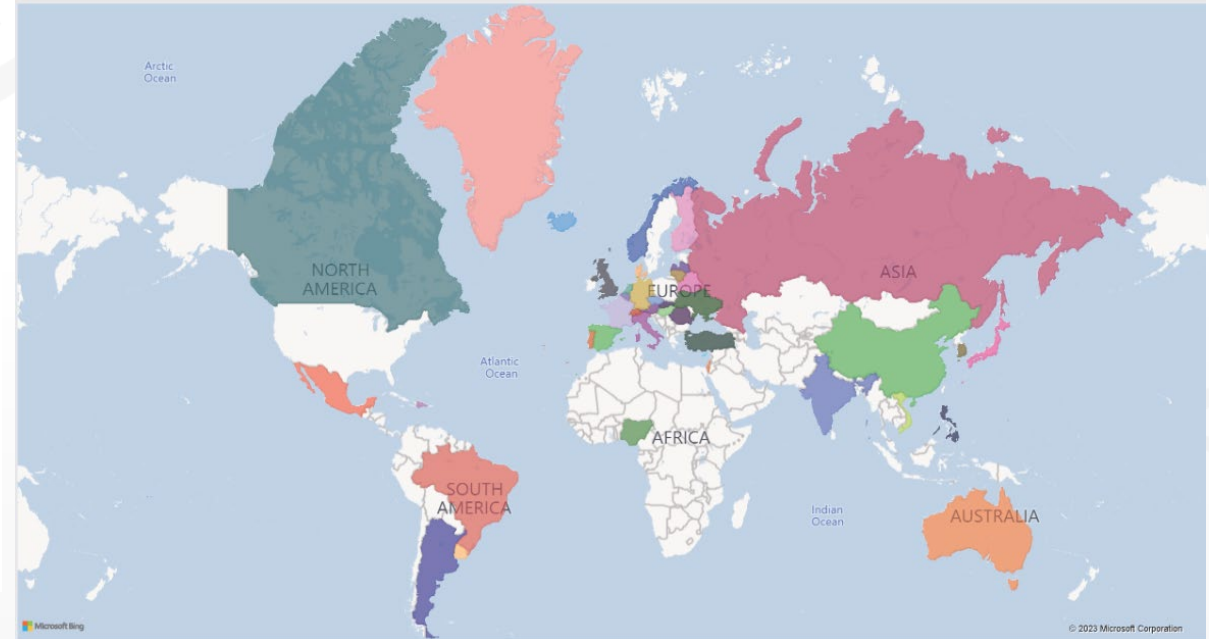 Arctic
Ocean
NORTH
AMERICA
ASIA
EUROPE
Atlantic
Ocean
AFRICA
SOUTH
AMERICA
Indian
Ocean
AUSTRALIA
Microsoft Bing
© 2023 Microsoft Corporation